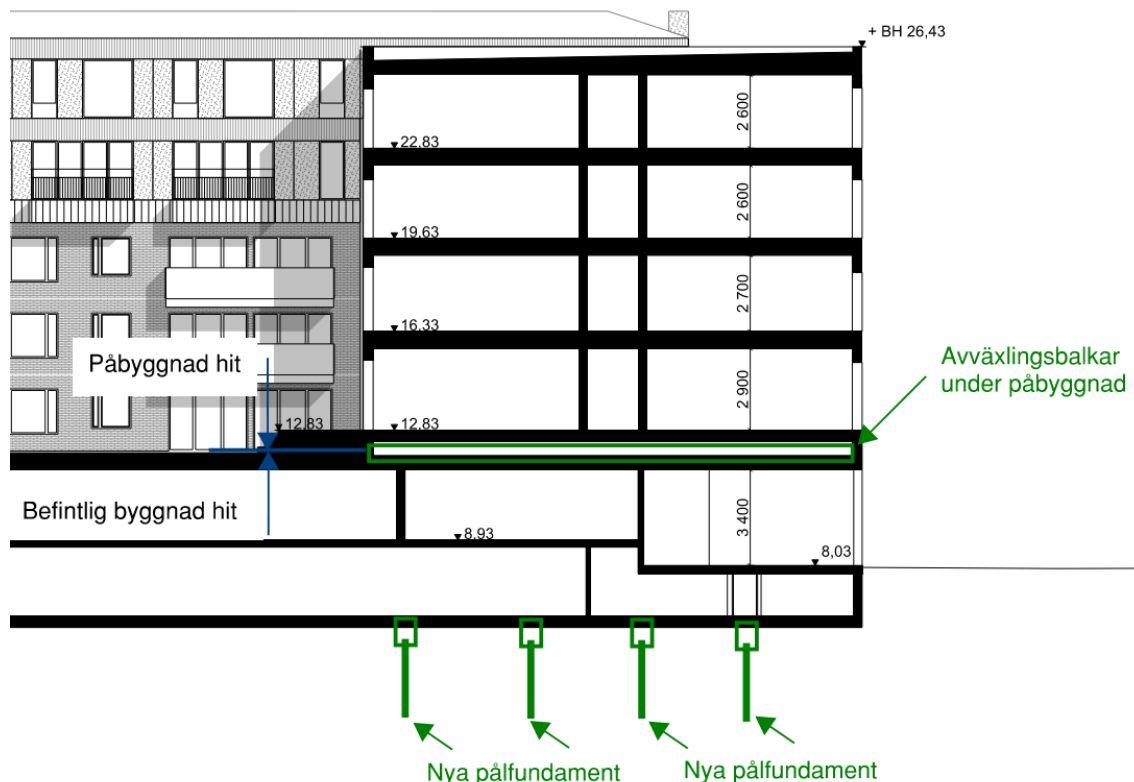 + BH 26,43
2 600
22,83
2 600
19,63
2 700
16,33
Påbyggnad hit
2 900
Avväxlingsbalkar
under påbyggnad
12,83
12,83
Befintlig byggnad hit
3 400
8,93
8,03
Nya pålfundament
Nya pålfundament